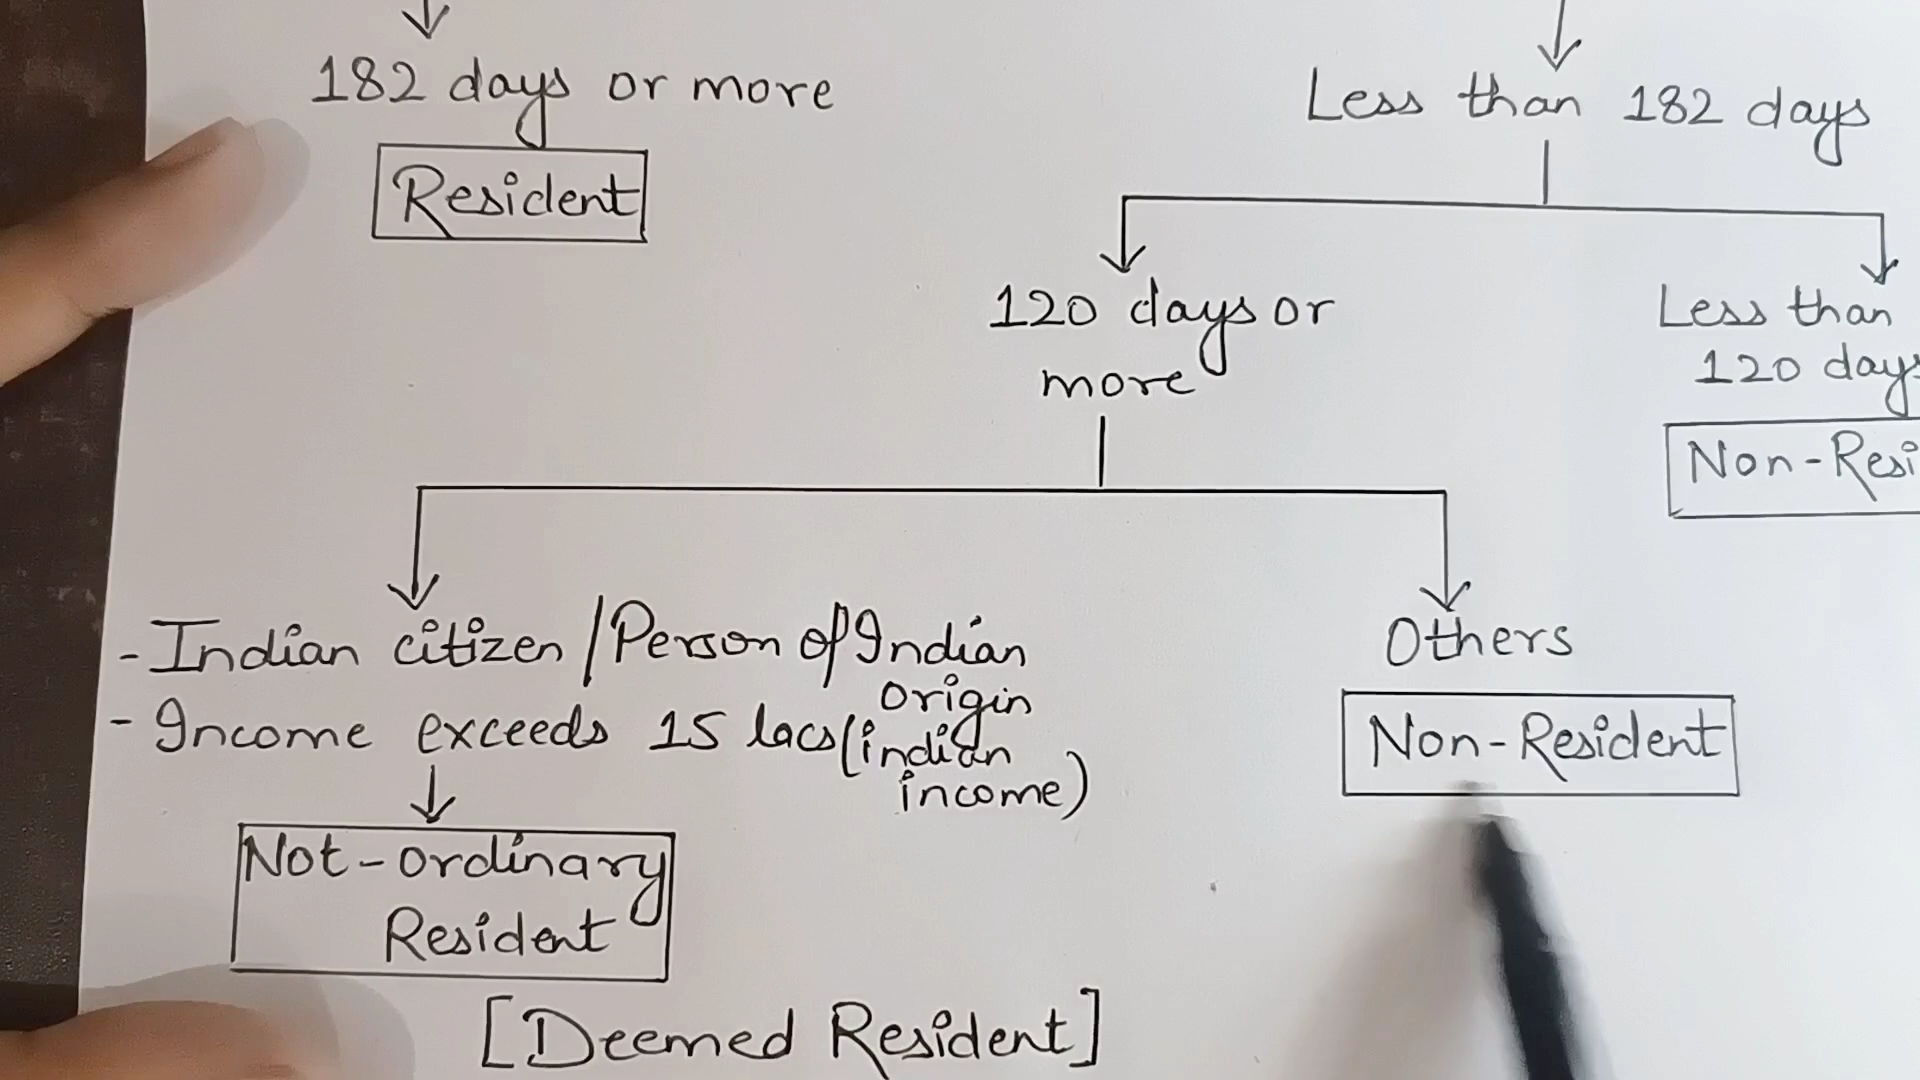 182 days or more
Resident
Less than 182 days
120 days or
more
Less than
120 days
Non-Resi
- Indian citizen / Person of Indian
origin
- Income exceeds 15 lacs (indian
income)
Not-ordinary
Resident
[Deemed Resident]
Others
Non-Resident